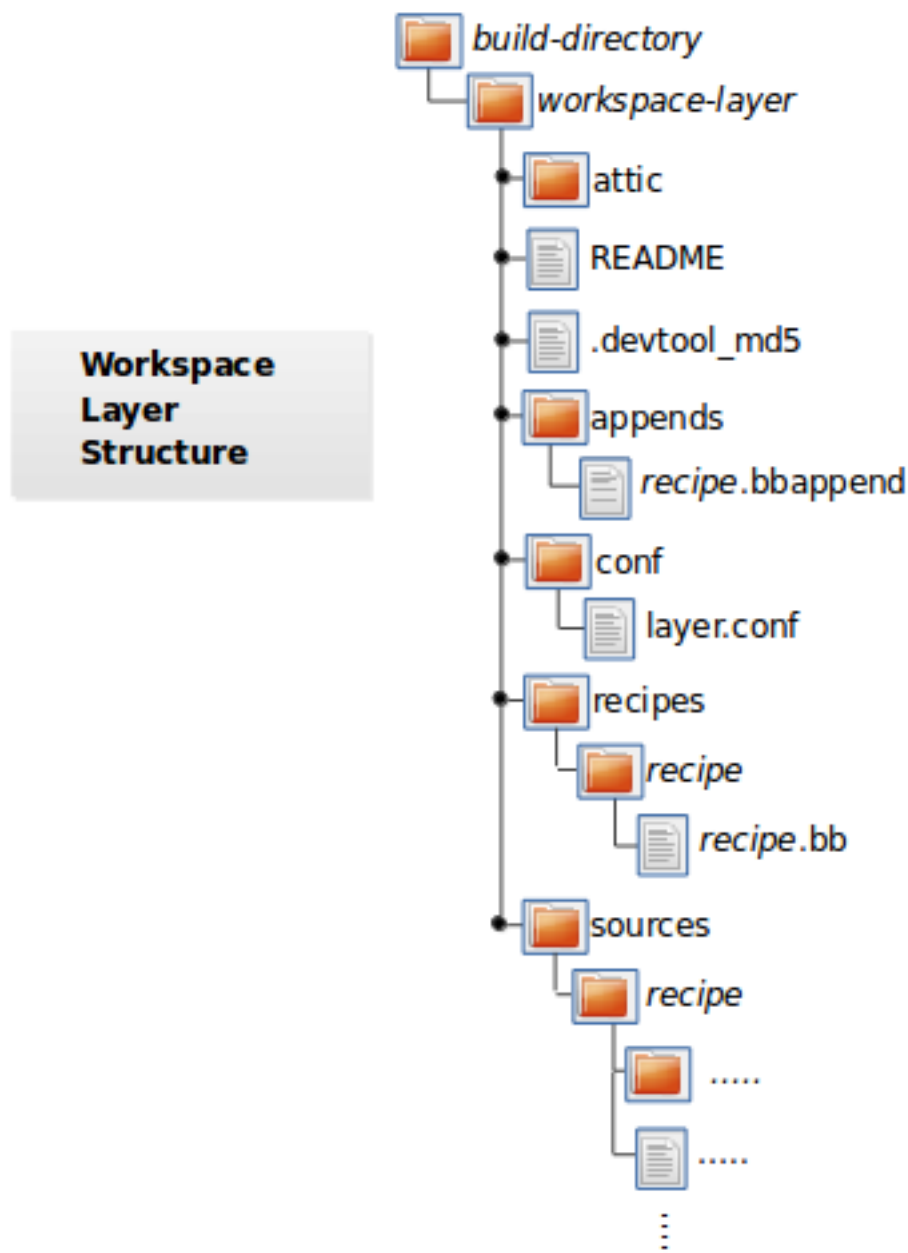 build-directory
workspace-layer
attic
README
.devtool_md5
Workspace
Layer
Structure
appends
recipe.bbappend
conf
layer.conf
recipes
recipe
recipe.bb
sources
recipe
.....
.....